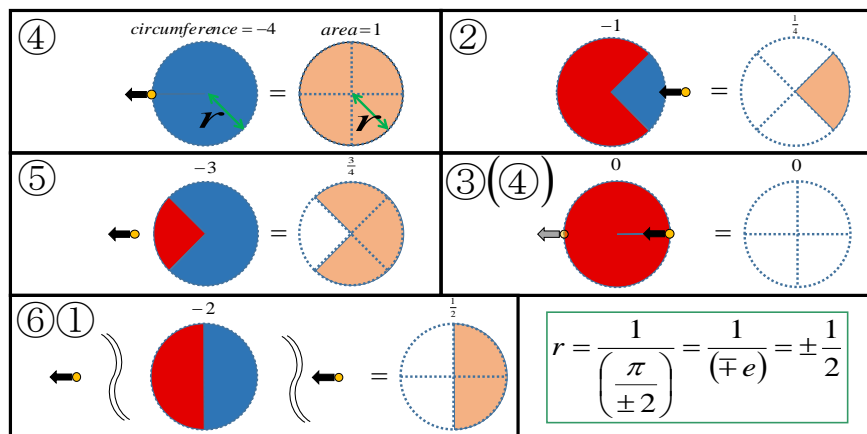 ④ circumference = −4 area = 1
r = r
② −1 1/4
=
⑤ −3 3/4
=
③(④) 0 0
=
⑥① −2 1/2
=
r = 1/(π/±2) = 1/(∓e) = ±1/2